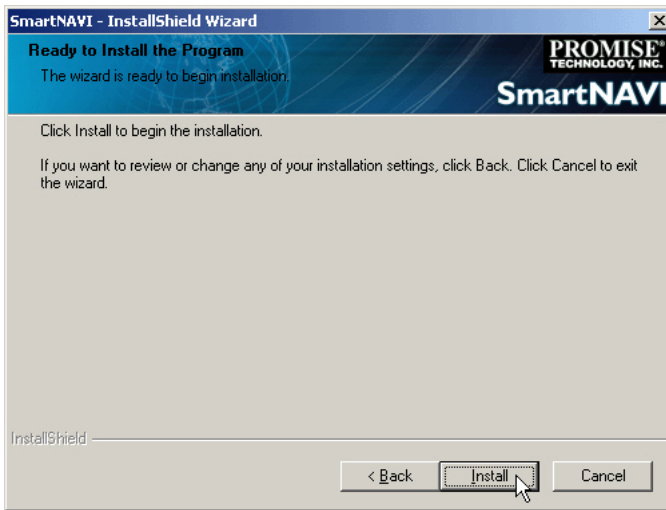 SmartNAVI - InstallShield Wizard
Ready to Install the Program
The wizard is ready to begin installation.
PROMISE®
TECHNOLOGY, INC.
SmartNAVI
Click Install to begin the installation.
If you want to review or change any of your installation settings, click Back. Click Cancel to exit
the wizard.
InstallShield
< Back
Install
Cancel